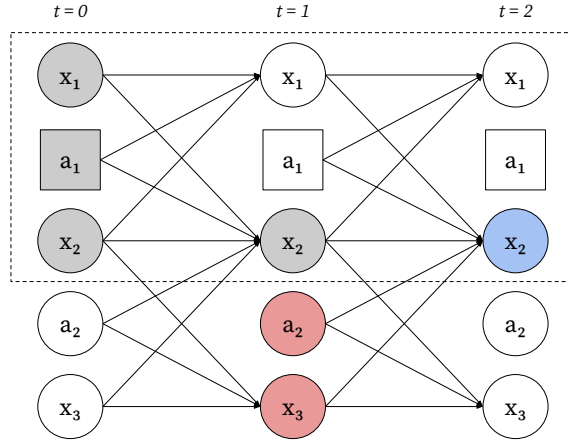 t = 0 t = 1 t = 2
x₁ x₁ x₁
a₁ a₁ a₁
x₂ x₂ x₂
a₂ a₂ a₂
x₃ x₃ x₃